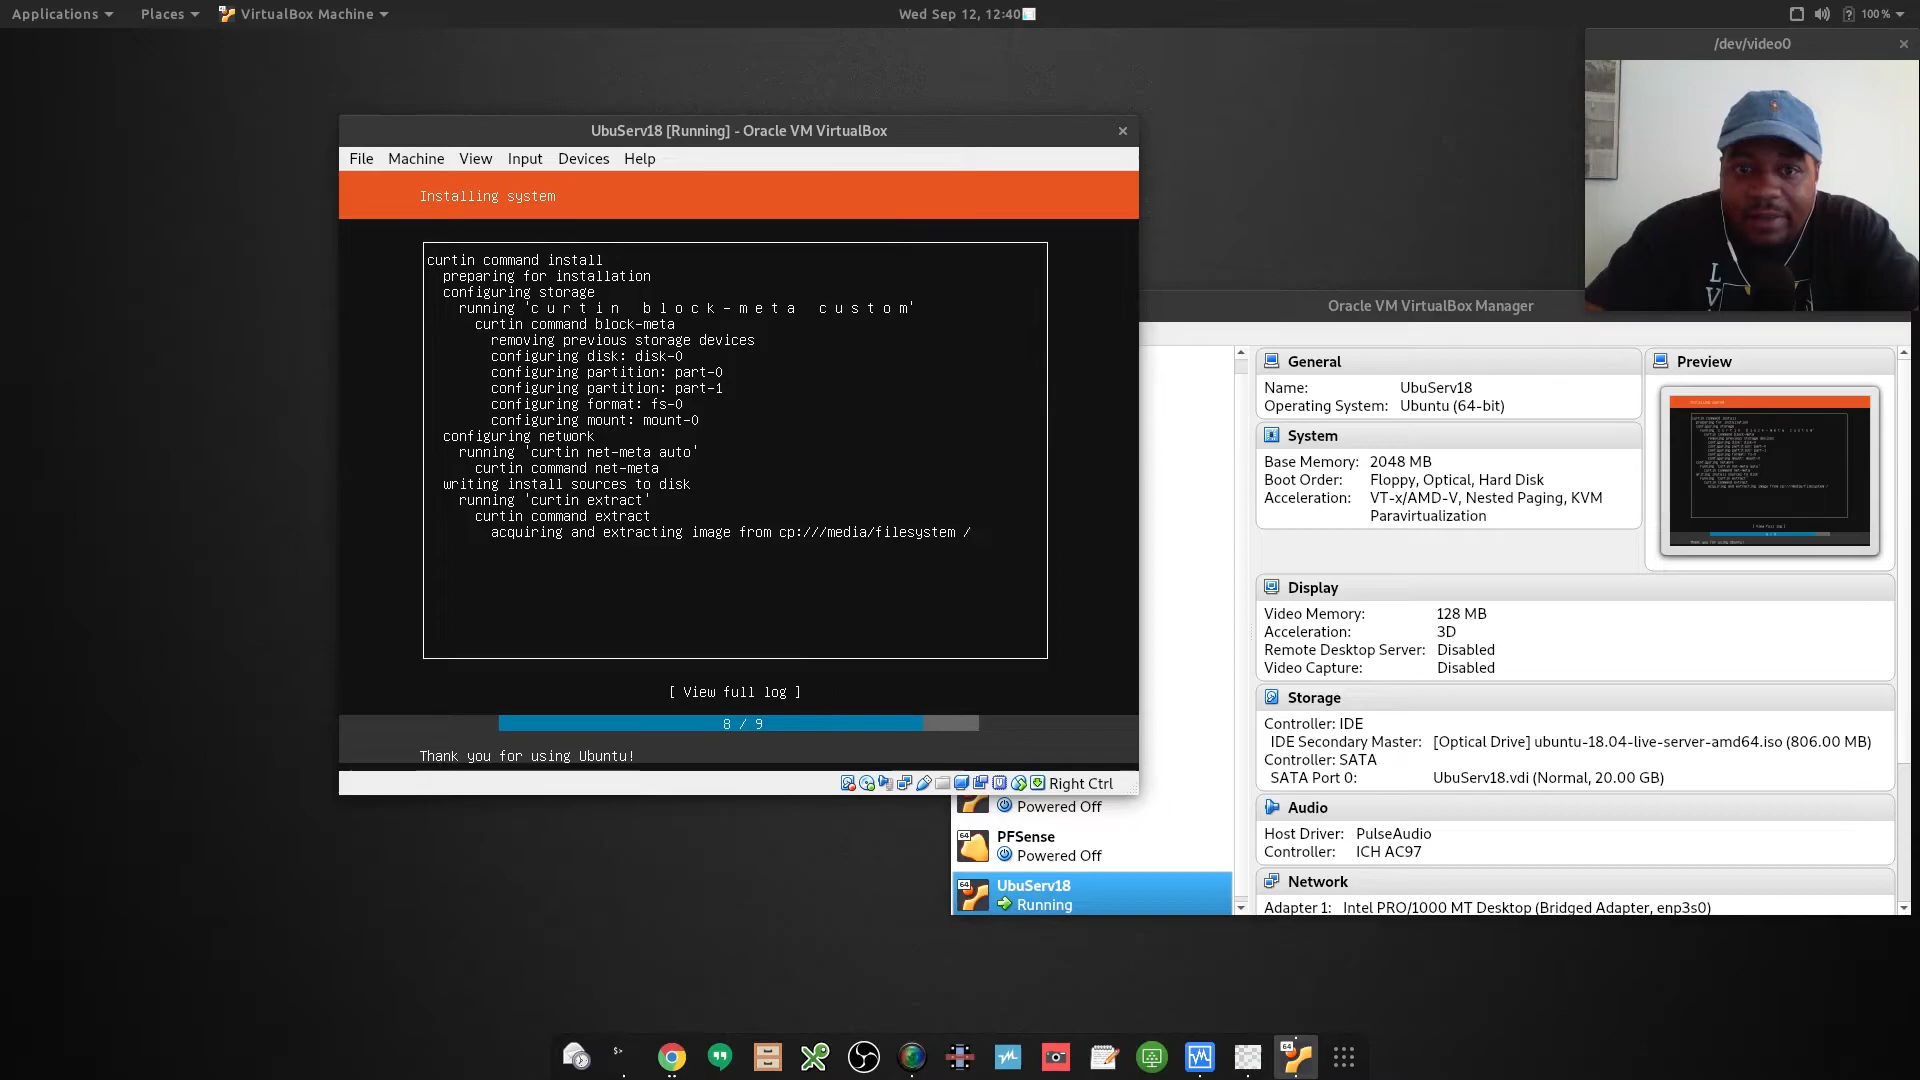 Applications
Places
VirtualBox Machine
Wed Sep 12, 12:40
100 %
/dev/video0
UbuServ18 [Running] - Oracle VM VirtualBox
File Machine View Input Devices Help
Installing system
curtin command install
preparing for installation
configuring storage
running 'c u r t i n   b l o c k - m e t a   c u s t o m'
curtin command block-meta
removing previous storage devices
configuring disk: disk-0
configuring partition: part-0
configuring partition: part-1
configuring format: fs-0
configuring mount: mount-0
configuring network
running 'curtin net-meta auto'
curtin command net-meta
writing install sources to disk
running 'curtin extract'
curtin command extract
acquiring and extracting image from cp:///media/filesystem /
[ View full log ]
8 / 9
Thank you for using Ubuntu!
Right Ctrl
Oracle VM VirtualBox Manager
Powered Off
64
PFSense
Powered Off
64
UbuServ18
Running
General
Name: UbuServ18
Operating System: Ubuntu (64-bit)
System
Base Memory: 2048 MB
Boot Order: Floppy, Optical, Hard Disk
Acceleration: VT-x/AMD-V, Nested Paging, KVM
Paravirtualization
Preview
Display
Video Memory: 128 MB
Acceleration: 3D
Remote Desktop Server: Disabled
Video Capture: Disabled
Storage
Controller: IDE
IDE Secondary Master: [Optical Drive] ubuntu-18.04-live-server-amd64.iso (806.00 MB)
Controller: SATA
SATA Port 0: UbuServ18.vdi (Normal, 20.00 GB)
Audio
Host Driver: PulseAudio
Controller: ICH AC97
Network
Adapter 1: Intel PRO/1000 MT Desktop (Bridged Adapter, enp3s0)
L
V
$>
64